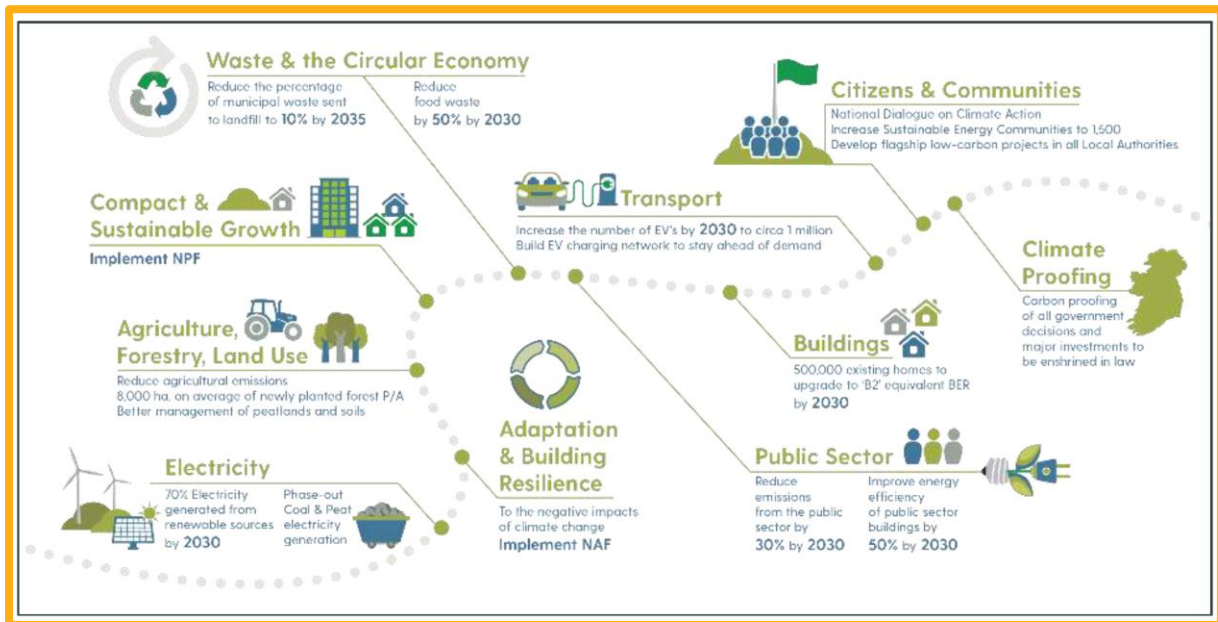 Waste & the Circular Economy
Reduce the percentage
of municipal waste sent
to landfill to 10% by 2035
Reduce
food waste
by 50% by 2030
Citizens & Communities
National Dialogue on Climate Action
Increase Sustainable Energy Communities to 1,500
Develop flagship low-carbon projects in all Local Authorities
Compact &
Sustainable Growth
Implement NPF
Transport
Increase the number of EV's by 2030 to circa 1 million
Build EV charging network to stay ahead of demand
Climate
Proofing
Carbon proofing
of all government
decisions and
major investments to
be enshrined in law
Agriculture,
Forestry, Land Use
Reduce agricultural emissions
8,000 ha. on average of newly planted forest P/A
Better management of peatlands and soils
Buildings
500,000 existing homes to
upgrade to 'B2' equivalent BER
by 2030
Adaptation
& Building
Resilience
To the negative impacts
of climate change
Implement NAF
Electricity
70% Electricity
generated from
renewable sources
by 2030
Phase-out
Coal & Peat
electricity
generation
Public Sector
Reduce
emissions
from the public
sector by
30% by 2030
Improve energy
efficiency
of public sector
buildings by
50% by 2030